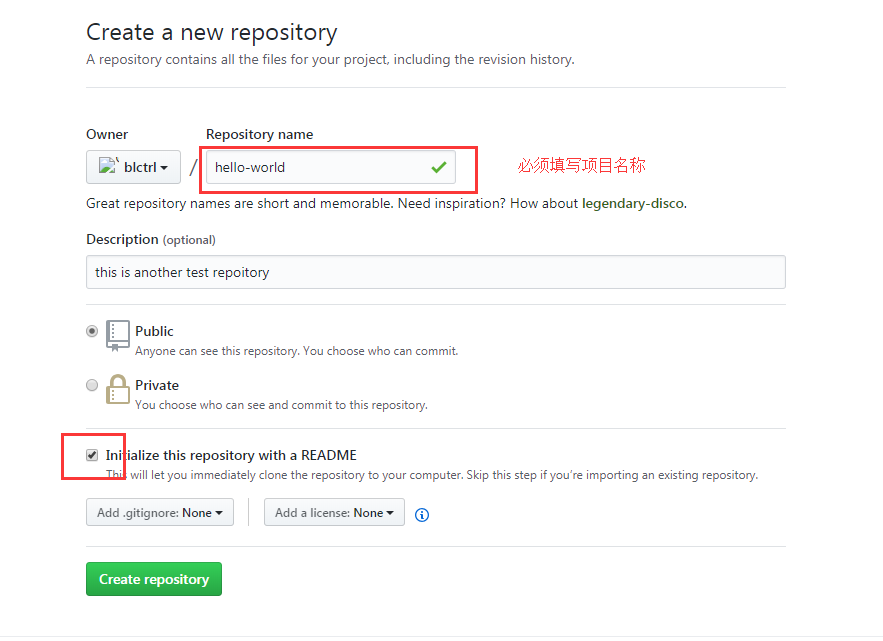 Create a new repository
A repository contains all the files for your project, including the revision history.
Owner
Repository name
blctrl
/
hello-world
必须填写项目名称
Great repository names are short and memorable. Need inspiration? How about legendary-disco.
Description (optional)
this is another test repoitory
Public
Anyone can see this repository. You choose who can commit.
Private
You choose who can see and commit to this repository.
Initialize this repository with a README
This will let you immediately clone the repository to your computer. Skip this step if you're importing an existing repository.
Add .gitignore: None
Add a license: None
Create repository